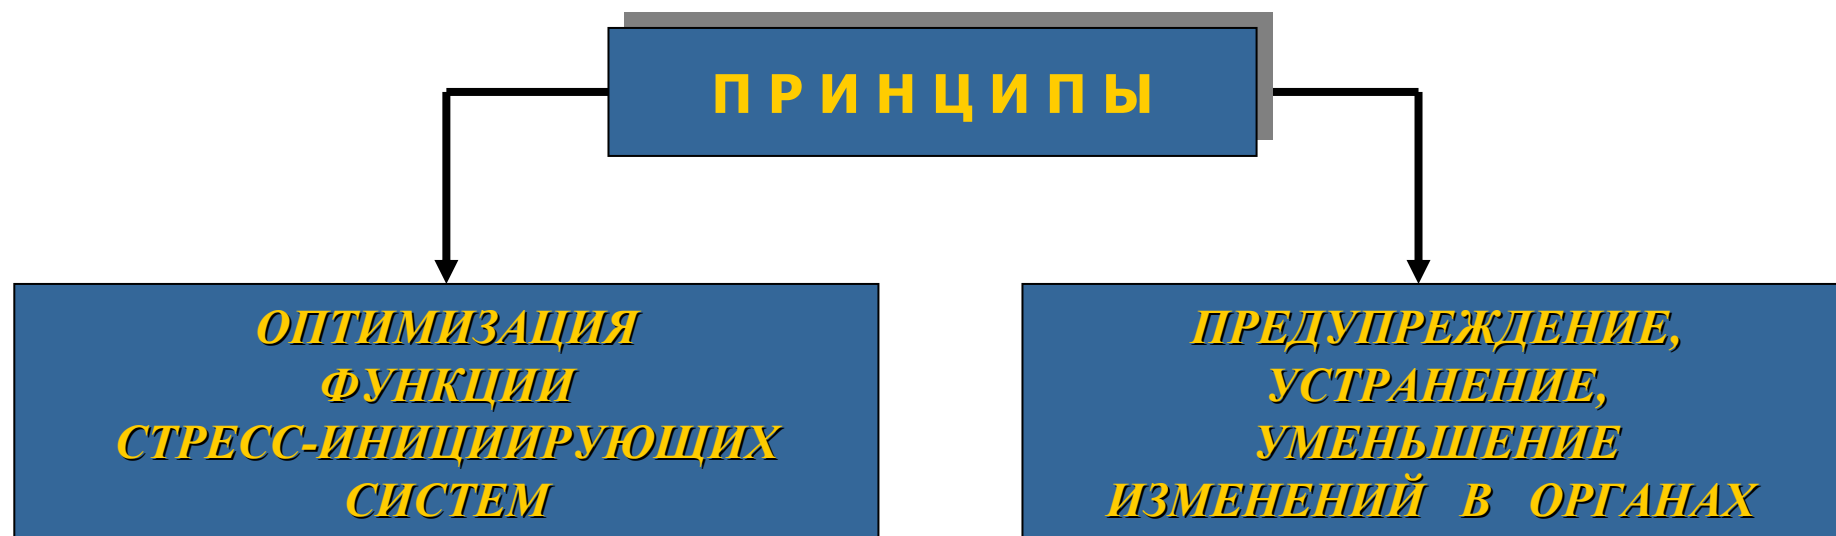 П Р И Н Ц И П Ы
ОПТИМИЗАЦИЯ
ФУНКЦИИ
СТРЕСС-ИНИЦИИРУЮЩИХ
СИСТЕМ
ПРЕДУПРЕЖДЕНИЕ,
УСТРАНЕНИЕ,
УМЕНЬШЕНИЕ
ИЗМЕНЕНИЙ В ОРГАНАХ